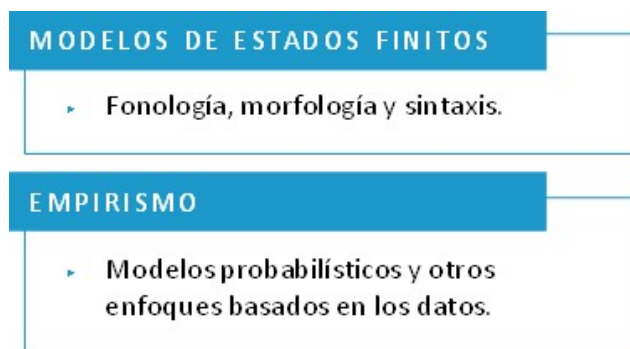 MODELOS DE ESTADOS FINITOS
Fonología, morfología y sintaxis.
EMPIRISMO
Modelos probabilísticos y otros
enfoques basados en los datos.